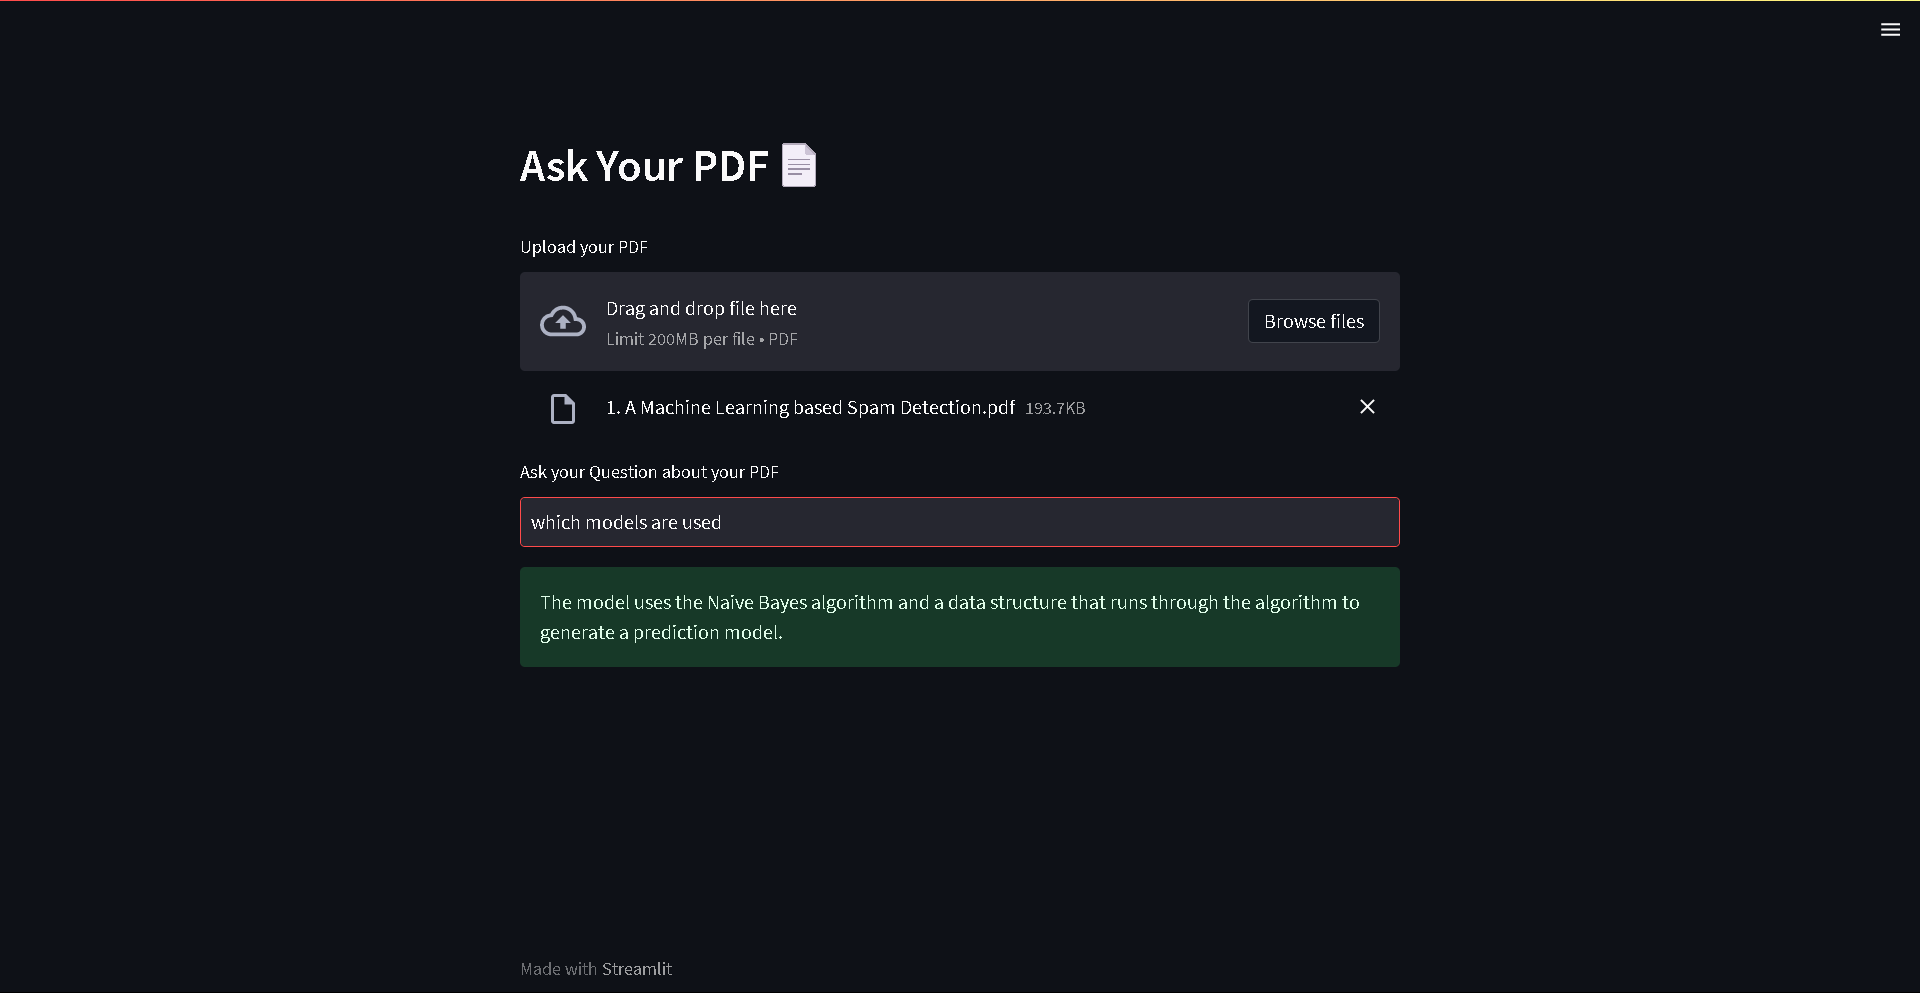 Ask Your PDF
Upload your PDF
Drag and drop file here
Limit 200MB per file • PDF
Browse files
1. A Machine Learning based Spam Detection.pdf 193.7KB
Ask your Question about your PDF
which models are used
The model uses the Naive Bayes algorithm and a data structure that runs through the algorithm to
generate a prediction model.
Made with Streamlit